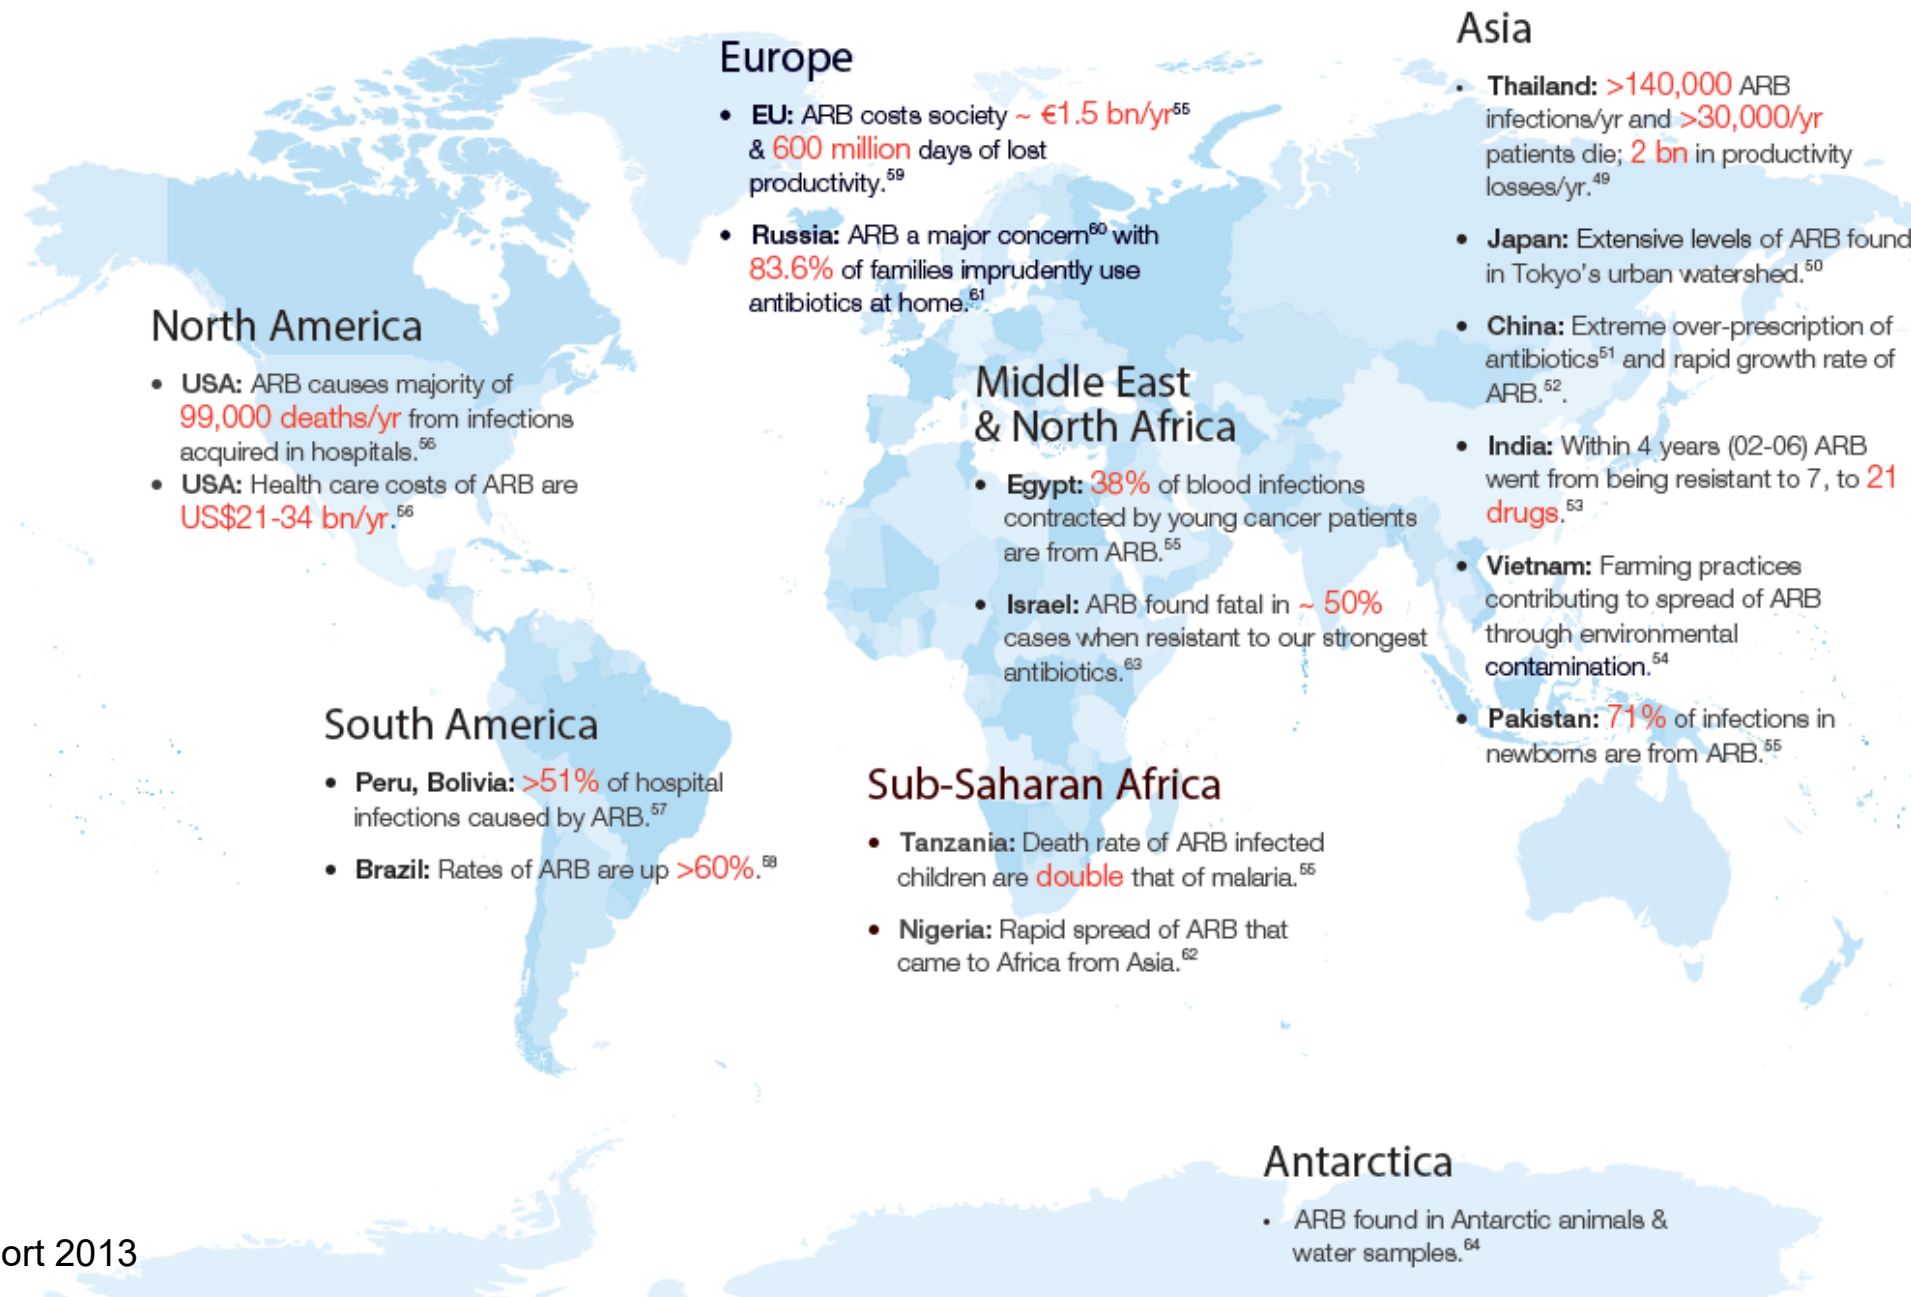 Europe
• EU: ARB costs society ~ €1.5 bn/yr55
& 600 million days of lost
productivity.59
• Russia: ARB a major concern60 with
83.6% of families imprudently use
antibiotics at home.61
Asia
• Thailand: >140,000 ARB
infections/yr and >30,000/yr
patients die; 2 bn in productivity
losses/yr.49
• Japan: Extensive levels of ARB found
in Tokyo's urban watershed.50
• China: Extreme over-prescription of
antibiotics51 and rapid growth rate of
ARB.52.
• India: Within 4 years (02-06) ARB
went from being resistant to 7, to 21
drugs.53
• Vietnam: Farming practices
contributing to spread of ARB
through environmental
contamination.54
• Pakistan: 71% of infections in
newborns are from ARB.55
North America
• USA: ARB causes majority of
99,000 deaths/yr from infections
acquired in hospitals.56
• USA: Health care costs of ARB are
US$21-34 bn/yr.56
Middle East
& North Africa
• Egypt: 38% of blood infections
contracted by young cancer patients
are from ARB.55
• Israel: ARB found fatal in ~ 50%
cases when resistant to our strongest
antibiotics.63
South America
• Peru, Bolivia: >51% of hospital
infections caused by ARB.57
• Brazil: Rates of ARB are up >60%.58
Sub-Saharan Africa
• Tanzania: Death rate of ARB infected
children are double that of malaria.55
• Nigeria: Rapid spread of ARB that
came to Africa from Asia.62
Antarctica
• ARB found in Antarctic animals &
water samples.64
ort 2013